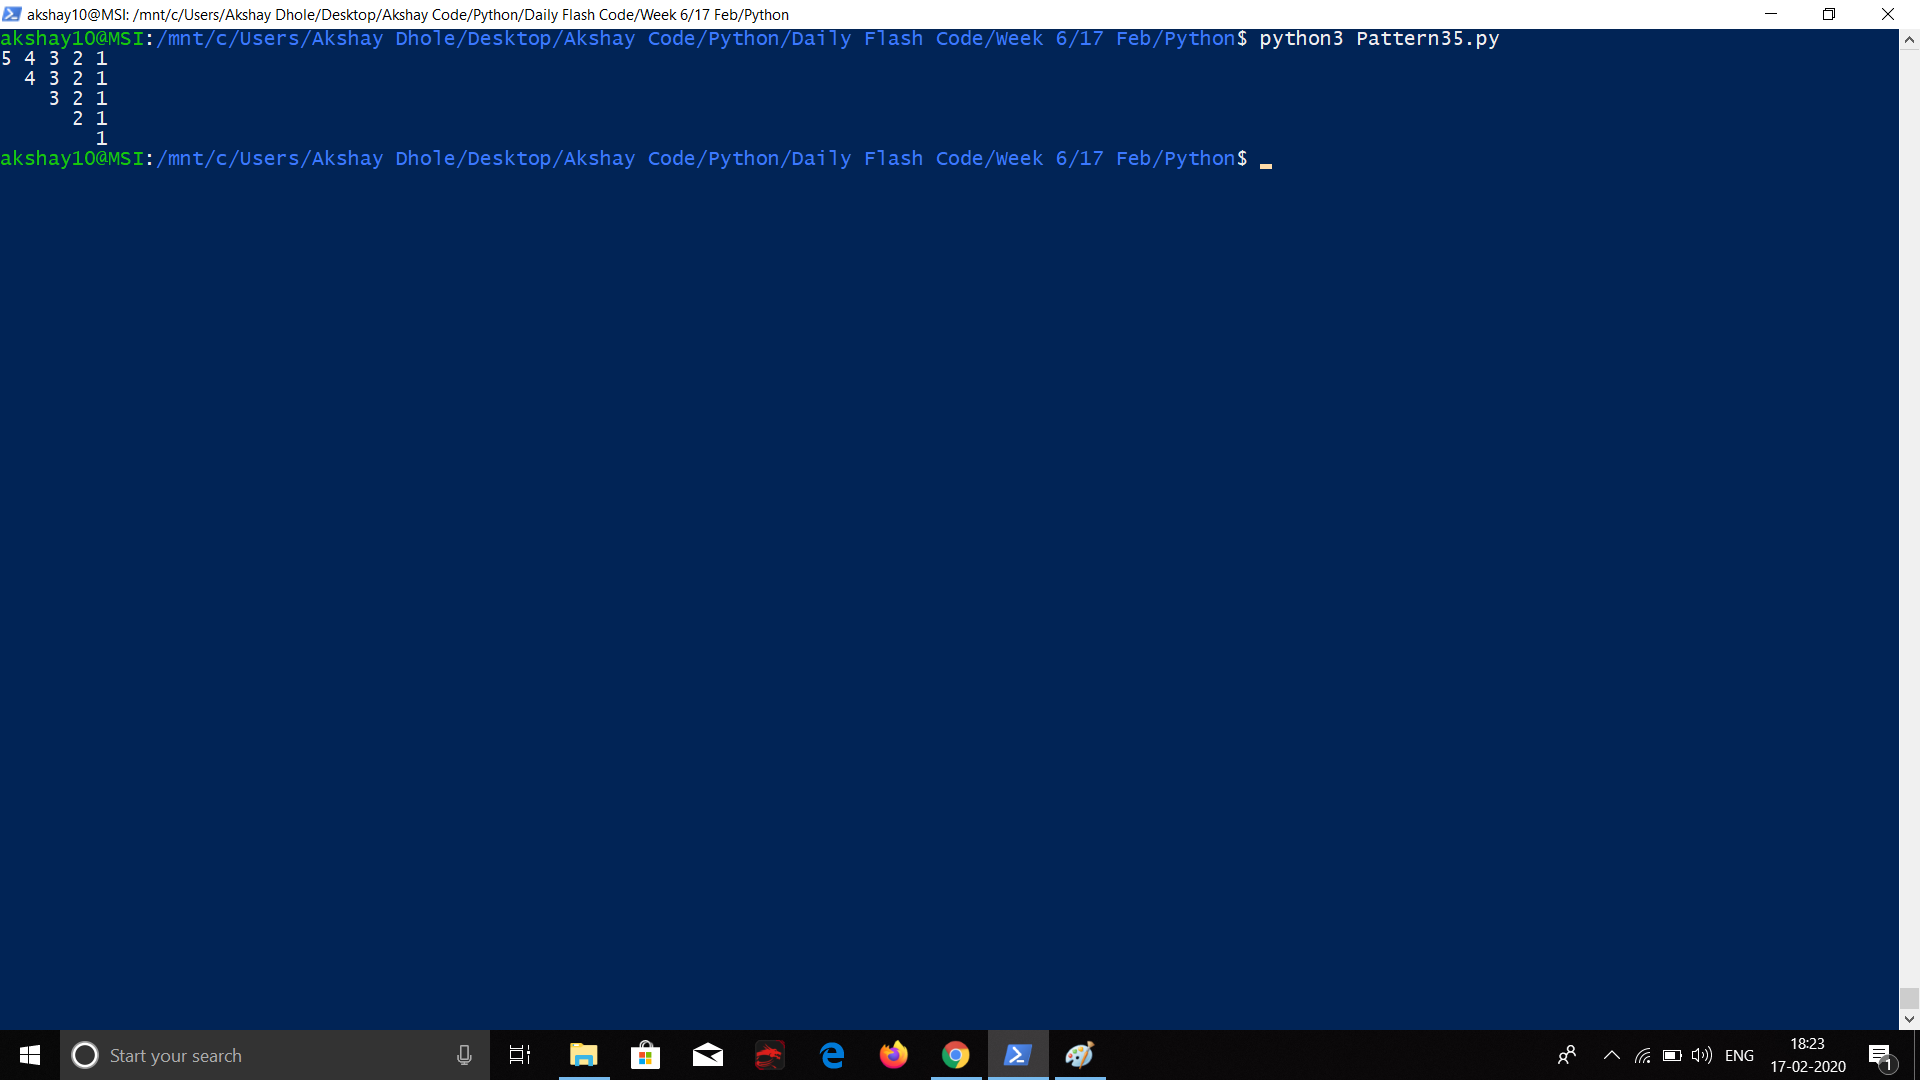 akshay10@MSI: /mnt/c/Users/Akshay Dhole/Desktop/Akshay Code/Python/Daily Flash Code/Week 6/17 Feb/Python
akshay10@MSI:/mnt/c/Users/Akshay Dhole/Desktop/Akshay Code/Python/Daily Flash Code/Week 6/17 Feb/Python$ python3 Pattern35.py
5 4 3 2 1
  4 3 2 1
    3 2 1
      2 1
        1
akshay10@MSI:/mnt/c/Users/Akshay Dhole/Desktop/Akshay Code/Python/Daily Flash Code/Week 6/17 Feb/Python$
Start your search
ENG
18:23
17-02-2020
1